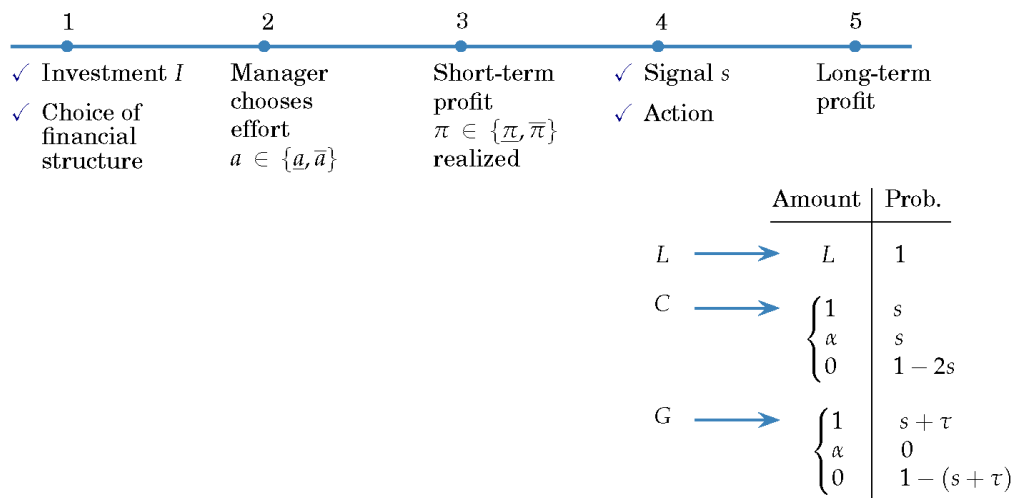 1 2 3 4 5
✓ Investment I
✓ Choice of
financial
structure
Manager
chooses
effort
a ∈ {a̲, a̅}
Short-term
profit
π ∈ {π̲, π̅}
realized
✓ Signal s
✓ Action
Long-term
profit
Amount Prob.
L L 1
C 1 s
α s
0 1 − 2s
G 1 s + τ
α 0
0 1 − (s + τ)